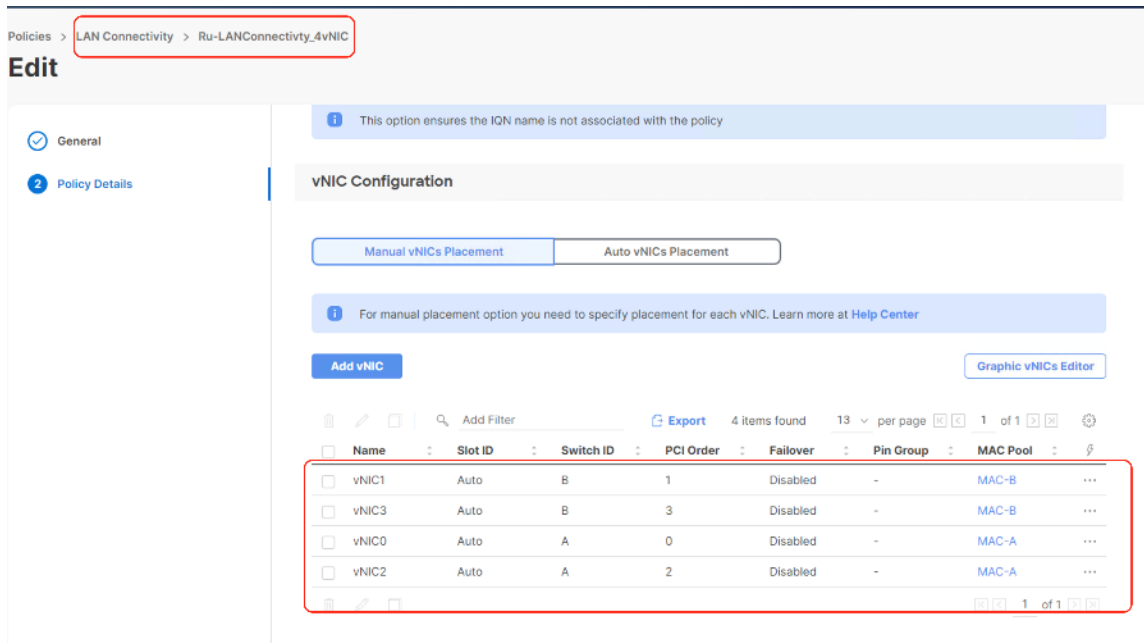 Policies > LAN Connectivity > Ru-LANConnectivty_4vNIC
Edit
General
2 Policy Details
This option ensures the IQN name is not associated with the policy
vNIC Configuration
Manual vNICs Placement Auto vNICs Placement
For manual placement option you need to specify placement for each vNIC. Learn more at Help Center
Add vNIC Graphic vNICs Editor
Add Filter Export 4 items found 13 per page 1 of 1
Name Slot ID Switch ID PCI Order Failover Pin Group MAC Pool
vNIC1 Auto B 1 Disabled - MAC-B ...
vNIC3 Auto B 3 Disabled - MAC-B ...
vNIC0 Auto A 0 Disabled - MAC-A ...
vNIC2 Auto A 2 Disabled - MAC-A ...
1 of 1